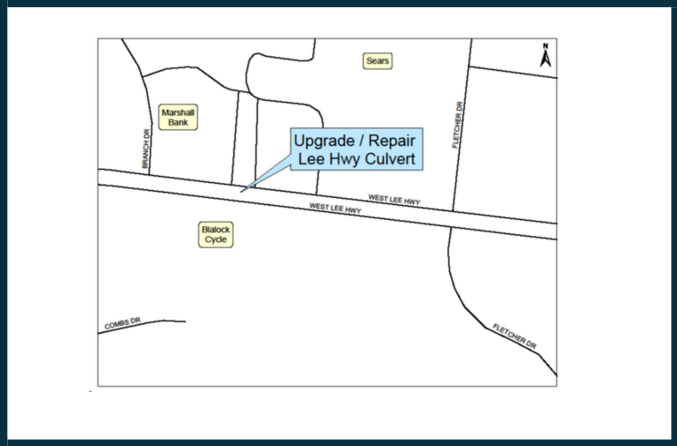 N
Sears
Marshall
Bank
BRANCH DR
FLETCHER DR
Upgrade / Repair
Lee Hwy Culvert
WEST LEE HWY
WEST LEE HWY
Blalock
Cycle
COMBS DR
FLETCHER DR